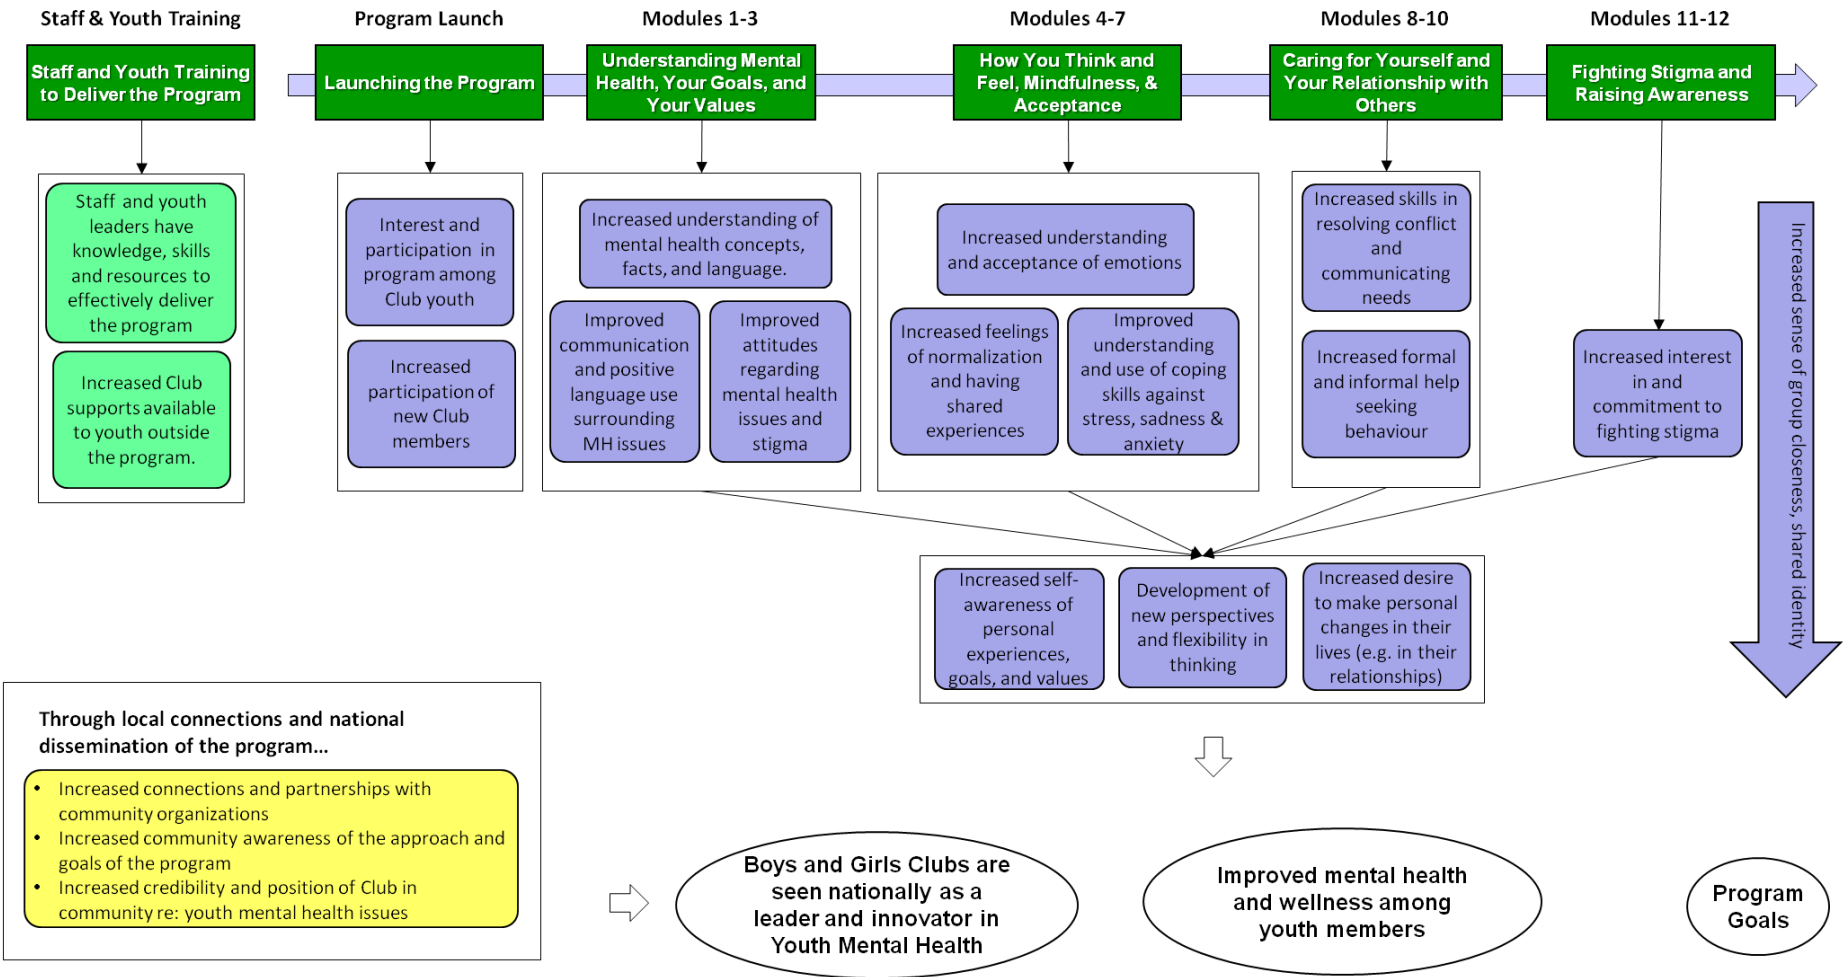 Staff & Youth Training
Program Launch
Modules 1-3
Modules 4-7
Modules 8-10
Modules 11-12
Staff and Youth Training
to Deliver the Program
Launching the Program
Understanding Mental
Health, Your Goals, and
Your Values
How You Think and
Feel, Mindfulness, &
Acceptance
Caring for Yourself and
Your Relationship with
Others
Fighting Stigma and
Raising Awareness
Staff and youth
leaders have
knowledge, skills
and resources to
effectively deliver
the program
Increased Club
supports available
to youth outside
the program.
Interest and
participation in
program among
Club youth
Increased
participation of
new Club
members
Increased understanding of
mental health concepts,
facts, and language.
Improved
communication
and positive
language use
surrounding
MH issues
Improved
attitudes
regarding
mental health
issues and
stigma
Increased understanding
and acceptance of emotions
Increased feelings
of normalization
and having
shared
experiences
Improved
understanding
and use of coping
skills against
stress, sadness &
anxiety
Increased skills in
resolving conflict
and
communicating
needs
Increased formal
and informal help
seeking
behaviour
Increased interest
in and
commitment to
fighting stigma
Increased sense of group closeness, shared identity
Increased self-
awareness of
personal
experiences,
goals, and values
Development of
new perspectives
and flexibility in
thinking
Increased desire
to make personal
changes in their
lives (e.g. in their
relationships)
Through local connections and national
dissemination of the program...
• Increased connections and partnerships with
community organizations
• Increased community awareness of the approach and
goals of the program
• Increased credibility and position of Club in
community re: youth mental health issues
Boys and Girls Clubs are
seen nationally as a
leader and innovator in
Youth Mental Health
Improved mental health
and wellness among
youth members
Program
Goals